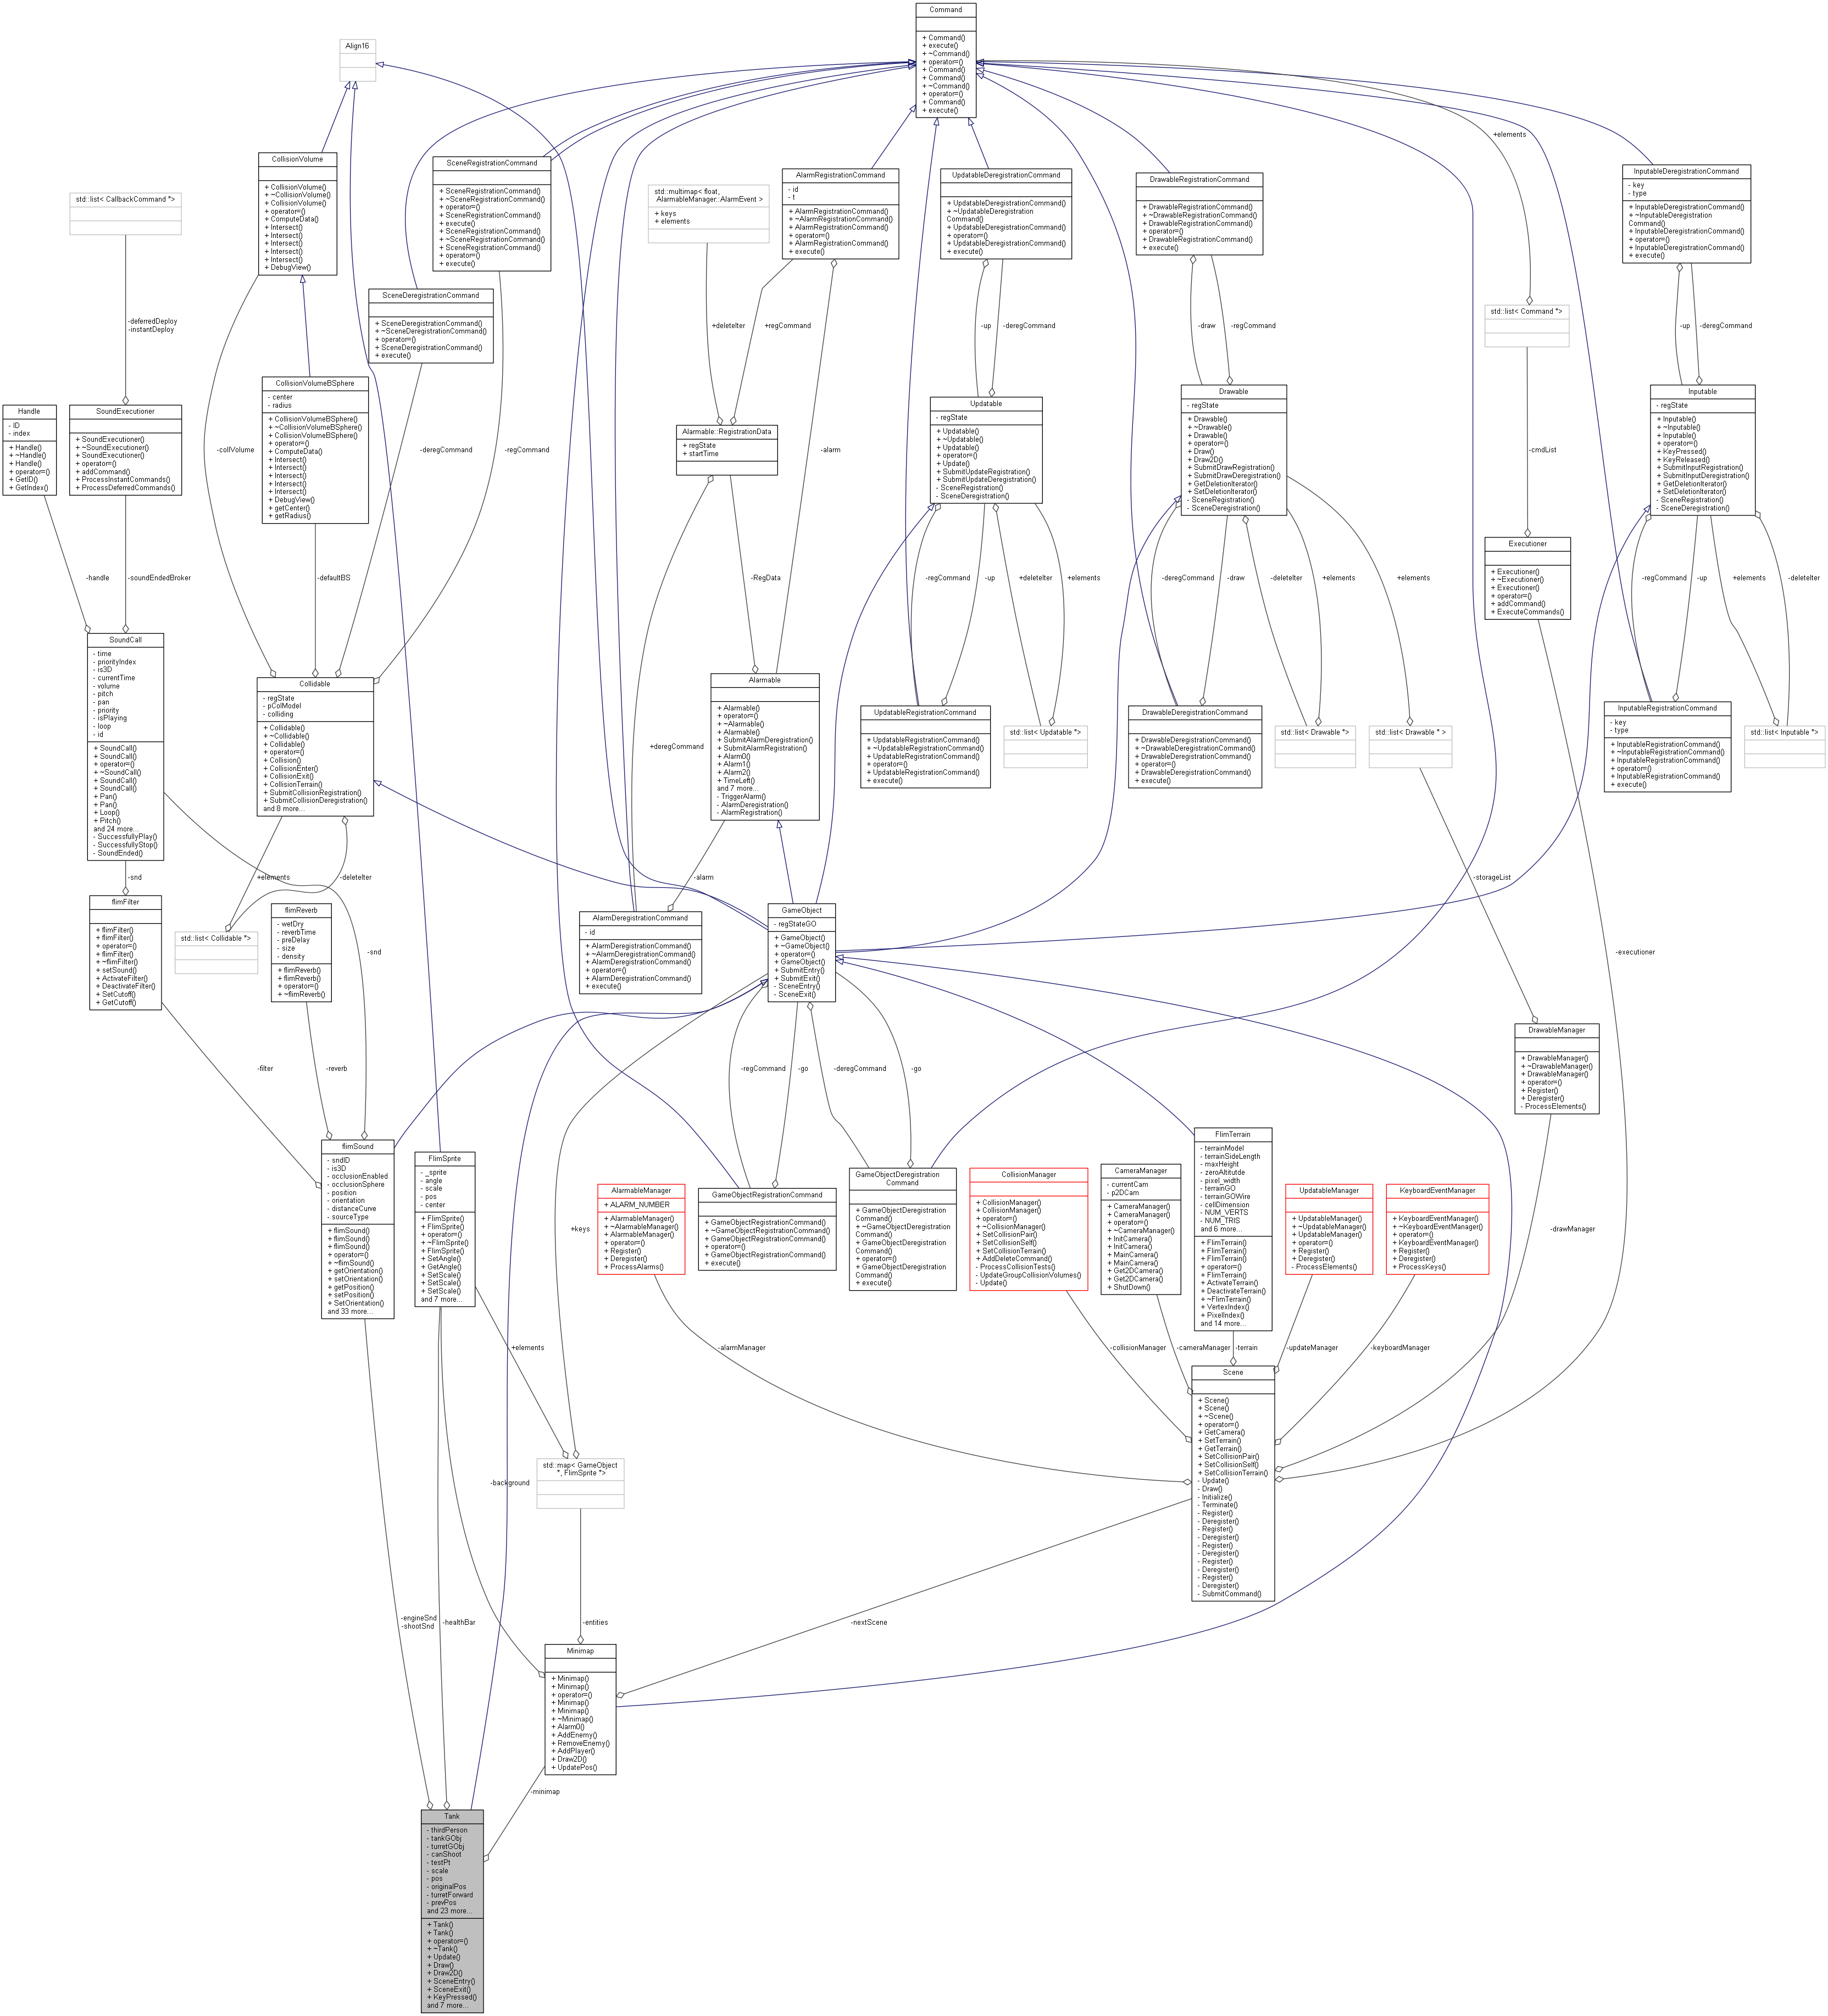 Command
+ Command()
+ execute()
+ ~Command()
+ operator=()
+ Command()
+ Command()
+ ~Command()
+ operator=()
+ Command()
+ execute()
Align16
CollisionVolume
+ CollisionVolume()
+ ~CollisionVolume()
+ CollisionVolume()
+ operator=()
+ ComputeData()
+ Intersect()
+ Intersect()
+ Intersect()
+ Intersect()
+ Intersect()
+ DebugView()
SceneRegistrationCommand
+ SceneRegistrationCommand()
+ ~SceneRegistrationCommand()
+ operator=()
+ SceneRegistrationCommand()
+ execute()
+ SceneRegistrationCommand()
+ ~SceneRegistrationCommand()
+ SceneRegistrationCommand()
+ operator=()
+ execute()
std::multimap< float,
AlarmableManager::AlarmEvent >
+ keys
+ elements
AlarmRegistrationCommand
- id
- t
+ AlarmRegistrationCommand()
+ ~AlarmRegistrationCommand()
+ AlarmRegistrationCommand()
+ operator=()
+ AlarmRegistrationCommand()
+ execute()
UpdatableDeregistrationCommand
+ UpdatableDeregistrationCommand()
+ ~UpdatableDeregistration
Command()
+ UpdatableDeregistrationCommand()
+ operator=()
+ UpdatableDeregistrationCommand()
+ execute()
DrawableRegistrationCommand
+ DrawableRegistrationCommand()
+ ~DrawableRegistrationCommand()
+ DrawableRegistrationCommand()
+ operator=()
+ DrawableRegistrationCommand()
+ execute()
+elements
InputableDeregistrationCommand
- key
- type
+ InputableDeregistrationCommand()
+ ~InputableDeregistration
Command()
+ InputableDeregistrationCommand()
+ operator=()
+ InputableDeregistrationCommand()
+ execute()
std::list< CallbackCommand *>
-deferredDeploy
-instantDeploy
SceneDeregistrationCommand
+ SceneDeregistrationCommand()
+ ~SceneDeregistrationCommand()
+ operator=()
+ SceneDeregistrationCommand()
+ execute()
+deleteIter
+regCommand
-up
-deregCommand
-draw
-regCommand
std::list< Command *>
-up
-deregCommand
Handle
- ID
- index
+ Handle()
+ ~Handle()
+ Handle()
+ operator=()
+ GetID()
+ GetIndex()
SoundExecutioner
+ SoundExecutioner()
+ ~SoundExecutioner()
+ SoundExecutioner()
+ operator=()
+ addCommand()
+ ProcessInstantCommands()
+ ProcessDeferredCommands()
-collVolume
CollisionVolumeBSphere
- center
- radius
+ CollisionVolumeBSphere()
+ ~CollisionVolumeBSphere()
+ CollisionVolumeBSphere()
+ operator=()
+ ComputeData()
+ Intersect()
+ Intersect()
+ Intersect()
+ Intersect()
+ Intersect()
+ DebugView()
+ getCenter()
+ getRadius()
-deregCommand
-regCommand
Alarmable::RegistrationData
+ regState
+ startTime
-alarm
Updatable
- regState
+ Updatable()
+ ~Updatable()
+ Updatable()
+ operator=()
+ Update()
+ SubmitUpdateRegistration()
+ SubmitUpdateDeregistration()
- SceneRegistration()
- SceneDeregistration()
Drawable
- regState
+ Drawable()
+ ~Drawable()
+ Drawable()
+ operator=()
+ Draw()
+ Draw2D()
+ SubmitDrawRegistration()
+ SubmitDrawDeregistration()
+ GetDeletionIterator()
+ SetDeletionIterator()
- SceneRegistration()
- SceneDeregistration()
-cmdList
Inputable
- regState
+ Inputable()
+ ~Inputable()
+ Inputable()
+ operator=()
+ KeyPressed()
+ KeyReleased()
+ SubmitInputRegistration()
+ SubmitInputDeregistration()
+ GetDeletionIterator()
+ SetDeletionIterator()
- SceneRegistration()
- SceneDeregistration()
Executioner
+ Executioner()
+ ~Executioner()
+ Executioner()
+ operator=()
+ addCommand()
+ ExecuteCommands()
-handle
-soundEndedBroker
-defaultBS
-RegData
-regCommand
-up
+deleteIter
+elements
-deregCommand
-draw
-deleteIter
+elements
+elements
-regCommand
-up
+elements
-deleteIter
SoundCall
- time
- priorityIndex
- is3D
- currentTime
- volume
- pitch
- pan
- priority
- isPlaying
- loop
- id
+ SoundCall()
+ SoundCall()
+ operator=()
+ ~SoundCall()
+ SoundCall()
+ SoundCall()
+ Pan()
+ Pan()
+ Loop()
+ Pitch()
and 24 more...
- SuccessfullyPlay()
- SuccessfullyStop()
- SoundEnded()
Collidable
- regState
- pColModel
- colliding
+ Collidable()
+ ~Collidable()
+ Collidable()
+ operator=()
+ Collision()
+ CollisionEnter()
+ CollisionExit()
+ CollisionTerrain()
+ SubmitCollisionRegistration()
+ SubmitCollisionDeregistration()
and 8 more...
+deregCommand
Alarmable
+ Alarmable()
+ operator=()
+ ~Alarmable()
+ Alarmable()
+ SubmitAlarmDeregistration()
+ SubmitAlarmRegistration()
+ Alarm0()
+ Alarm1()
+ Alarm2()
+ TimeLeft()
and 7 more...
- TriggerAlarm()
- AlarmDeregistration()
- AlarmRegistration()
UpdatableRegistrationCommand
+ UpdatableRegistrationCommand()
+ ~UpdatableRegistrationCommand()
+ UpdatableRegistrationCommand()
+ operator=()
+ UpdatableRegistrationCommand()
+ execute()
std::list< Updatable *>
DrawableDeregistrationCommand
+ DrawableDeregistrationCommand()
+ ~DrawableDeregistrationCommand()
+ DrawableDeregistrationCommand()
+ operator=()
+ DrawableDeregistrationCommand()
+ execute()
std::list< Drawable *>
std::list< Drawable * >
InputableRegistrationCommand
- key
- type
+ InputableRegistrationCommand()
+ ~InputableRegistrationCommand()
+ InputableRegistrationCommand()
+ operator=()
+ InputableRegistrationCommand()
+ execute()
std::list< Inputable *>
-snd
+elements
-deleteIter
-alarm
-storageList
flimFilter
+ flimFilter()
+ flimFilter()
+ operator=()
+ flimFilter()
+ ~flimFilter()
+ setSound()
+ ActivateFilter()
+ DeactivateFilter()
+ SetCutoff()
+ GetCutoff()
std::list< Collidable *>
flimReverb
- wetDry
- reverbTime
- preDelay
- size
- density
+ flimReverb()
+ flimReverb()
+ operator=()
+ ~flimReverb()
-snd
AlarmDeregistrationCommand
- id
+ AlarmDeregistrationCommand()
+ ~AlarmDeregistrationCommand()
+ AlarmDeregistrationCommand()
+ operator=()
+ AlarmDeregistrationCommand()
+ execute()
GameObject
- regStateGO
+ GameObject()
+ ~GameObject()
+ operator=()
+ GameObject()
+ SubmitEntry()
+ SubmitExit()
- SceneEntry()
- SceneExit()
-executioner
DrawableManager
+ DrawableManager()
+ ~DrawableManager()
+ DrawableManager()
+ operator=()
+ Register()
+ Deregister()
- ProcessElements()
-filter
-reverb
-regCommand
-go
-deregCommand
-go
flimSound
- sndID
- is3D
- occlusionEnabled
- occlusionSphere
- position
- orientation
- distanceCurve
- sourceType
+ flimSound()
+ flimSound()
+ flimSound()
+ operator=()
+ ~flimSound()
+ getOrientation()
+ setOrientation()
+ getPosition()
+ setPosition()
+ SetOrientation()
and 33 more...
FlimSprite
- _sprite
- angle
- scale
- pos
- center
+ FlimSprite()
+ FlimSprite()
+ operator=()
+ ~FlimSprite()
+ FlimSprite()
+ SetAngle()
+ GetAngle()
+ SetScale()
+ SetScale()
+ SetScale()
and 7 more...
+keys
AlarmableManager
+ ALARM_NUMBER
+ AlarmableManager()
+ ~AlarmableManager()
+ AlarmableManager()
+ operator=()
+ Register()
+ Deregister()
+ ProcessAlarms()
GameObjectRegistrationCommand
+ GameObjectRegistrationCommand()
+ ~GameObjectRegistrationCommand()
+ GameObjectRegistrationCommand()
+ operator=()
+ GameObjectRegistrationCommand()
+ execute()
GameObjectDeregistration
Command
+ GameObjectDeregistration
Command()
+ ~GameObjectDeregistration
Command()
+ GameObjectDeregistration
Command()
+ operator=()
+ GameObjectDeregistration
Command()
+ execute()
CollisionManager
+ CollisionManager()
+ CollisionManager()
+ operator=()
+ ~CollisionManager()
+ SetCollisionPair()
+ SetCollisionSelf()
+ SetCollisionTerrain()
+ AddDeleteCommand()
- ProcessCollisionTests()
- UpdateGroupCollisionVolumes()
- Update()
CameraManager
- currentCam
- p2DCam
+ CameraManager()
+ CameraManager()
+ operator=()
+ ~CameraManager()
+ InitCamera()
+ InitCamera()
+ MainCamera()
+ MainCamera()
+ Get2DCamera()
+ Get2DCamera()
+ ShutDown()
FlimTerrain
- terrainModel
- terrainSideLength
- maxHeight
- zeroAltitutde
- pixel_width
- terrainGO
- terrainGOWire
- cellDimension
- NUM_VERTS
- NUM_TRIS
and 6 more...
+ FlimTerrain()
+ FlimTerrain()
+ FlimTerrain()
+ operator=()
+ FlimTerrain()
+ ActivateTerrain()
+ DeactivateTerrain()
+ ~FlimTerrain()
+ VertexIndex()
+ PixelIndex()
and 14 more...
UpdatableManager
+ UpdatableManager()
+ ~UpdatableManager()
+ UpdatableManager()
+ operator=()
+ Register()
+ Deregister()
- ProcessElements()
KeyboardEventManager
+ KeyboardEventManager()
+ ~KeyboardEventManager()
+ operator=()
+ KeyboardEventManager()
+ Register()
+ Deregister()
+ ProcessKeys()
-drawManager
+elements
-alarmManager
-collisionManager
-cameraManager
-terrain
-updateManager
-keyboardManager
Scene
+ Scene()
+ Scene()
+ ~Scene()
+ operator=()
+ GetCamera()
+ SetTerrain()
+ GetTerrain()
+ SetCollisionPair()
+ SetCollisionSelf()
+ SetCollisionTerrain()
- Update()
- Draw()
- Initialize()
- Terminate()
- Register()
- Deregister()
- Register()
- Deregister()
- Register()
- Deregister()
- Register()
- Deregister()
- Register()
- Deregister()
- SubmitCommand()
std::map< GameObject
*, FlimSprite *>
-background
-engineSnd
-shootSnd
-healthBar
-entities
-nextScene
Minimap
+ Minimap()
+ Minimap()
+ operator=()
+ Minimap()
+ Minimap()
+ ~Minimap()
+ Alarm0()
+ AddEnemy()
+ RemoveEnemy()
+ AddPlayer()
+ Draw2D()
+ UpdatePos()
-minimap
Tank
- thirdPerson
- tankGObj
- turretGObj
- canShoot
- testPt
- scale
- pos
- originalPos
- turretForward
- prevPos
and 23 more...
+ Tank()
+ Tank()
+ operator=()
+ ~Tank()
+ Update()
+ Draw()
+ Draw2D()
+ SceneEntry()
+ SceneExit()
+ KeyPressed()
and 7 more...